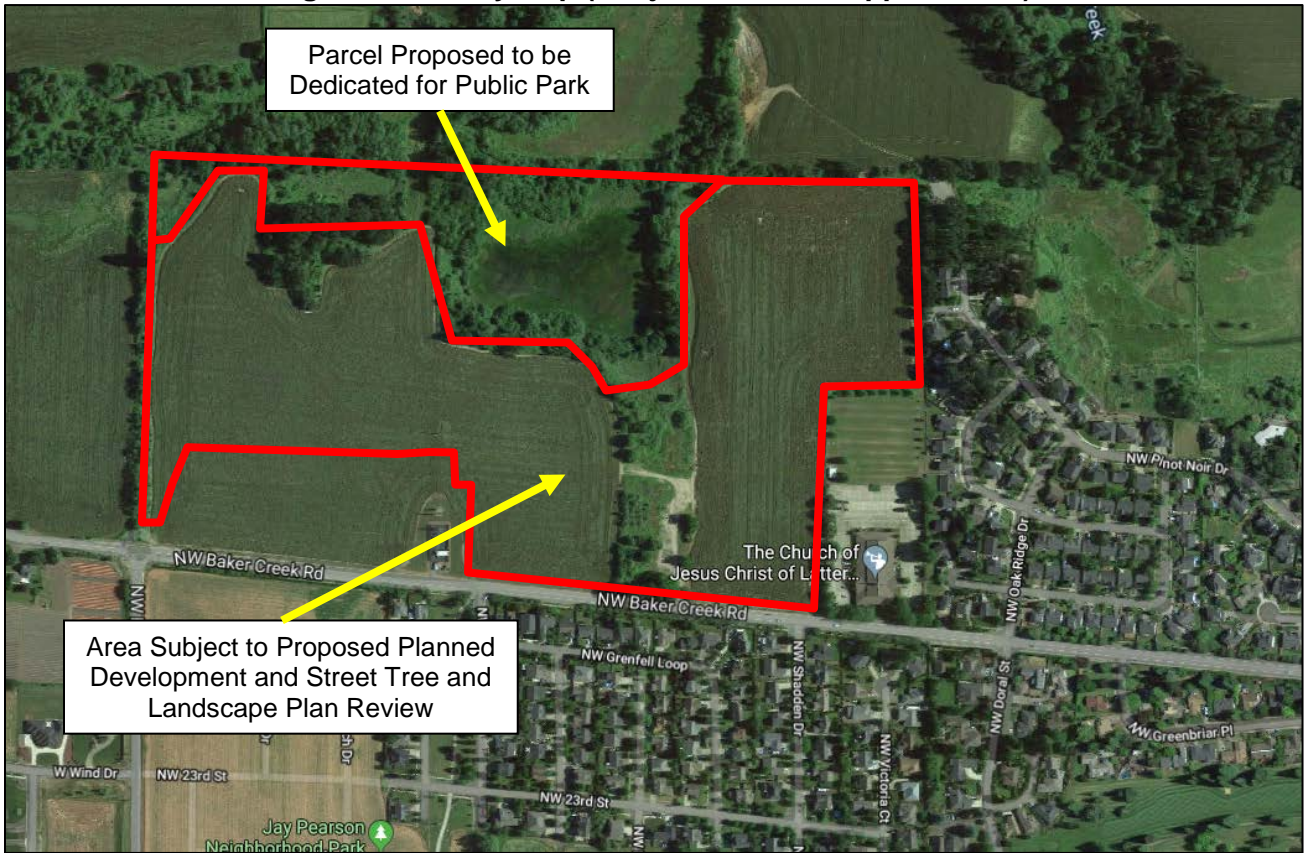 Parcel Proposed to be
Dedicated for Public Park
NW Pinot Noir Dr
NW Oak Ridge Dr
The Church of
Jesus Christ of Latter...
NW Baker Creek Rd
NW Baker Creek Rd
Area Subject to Proposed Planned
Development and Street Tree and
Landscape Plan Review
NW Grenfell Loop
NW Shadden Dr
NW Doral St
NW Greenbriar Pl
NW Victoria Ct
W Wind Dr
NW 23rd St
NW 23rd St
Jay Pearson
Neighborhood Park